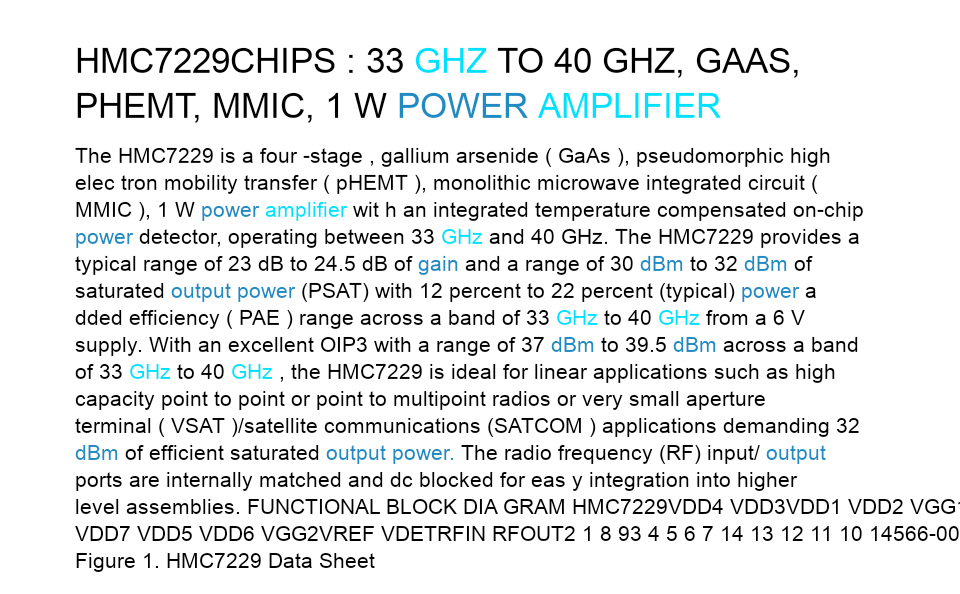 HMC7229CHIPS : 33 GHZ TO 40 GHZ, GAAS,
PHEMT, MMIC, 1 W POWER AMPLIFIER
The HMC7229 is a four -stage , gallium arsenide ( GaAs ), pseudomorphic high
elec tron mobility transfer ( pHEMT ), monolithic microwave integrated circuit (
MMIC ), 1 W power amplifier wit h an integrated temperature compensated on-chip
power detector, operating between 33 GHz and 40 GHz. The HMC7229 provides a
typical range of 23 dB to 24.5 dB of gain and a range of 30 dBm to 32 dBm of
saturated output power (PSAT) with 12 percent to 22 percent (typical) power a
dded efficiency ( PAE ) range across a band of 33 GHz to 40 GHz from a 6 V
supply. With an excellent OIP3 with a range of 37 dBm to 39.5 dBm across a band
of 33 GHz to 40 GHz , the HMC7229 is ideal for linear applications such as high
capacity point to point or point to multipoint radios or very small aperture
terminal ( VSAT )/satellite communications (SATCOM ) applications demanding 32
dBm of efficient saturated output power. The radio frequency (RF) input/ output
ports are internally matched and dc blocked for eas y integration into higher
level assemblies. FUNCTIONAL BLOCK DIA GRAM HMC7229VDD4 VDD3VDD1 VDD2 VGG1
VDD7 VDD5 VDD6 VGG2VREF VDETRFIN RFOUT2 1 8 93 4 5 6 7 14 13 12 11 10 14566-00
Figure 1. HMC7229 Data Sheet